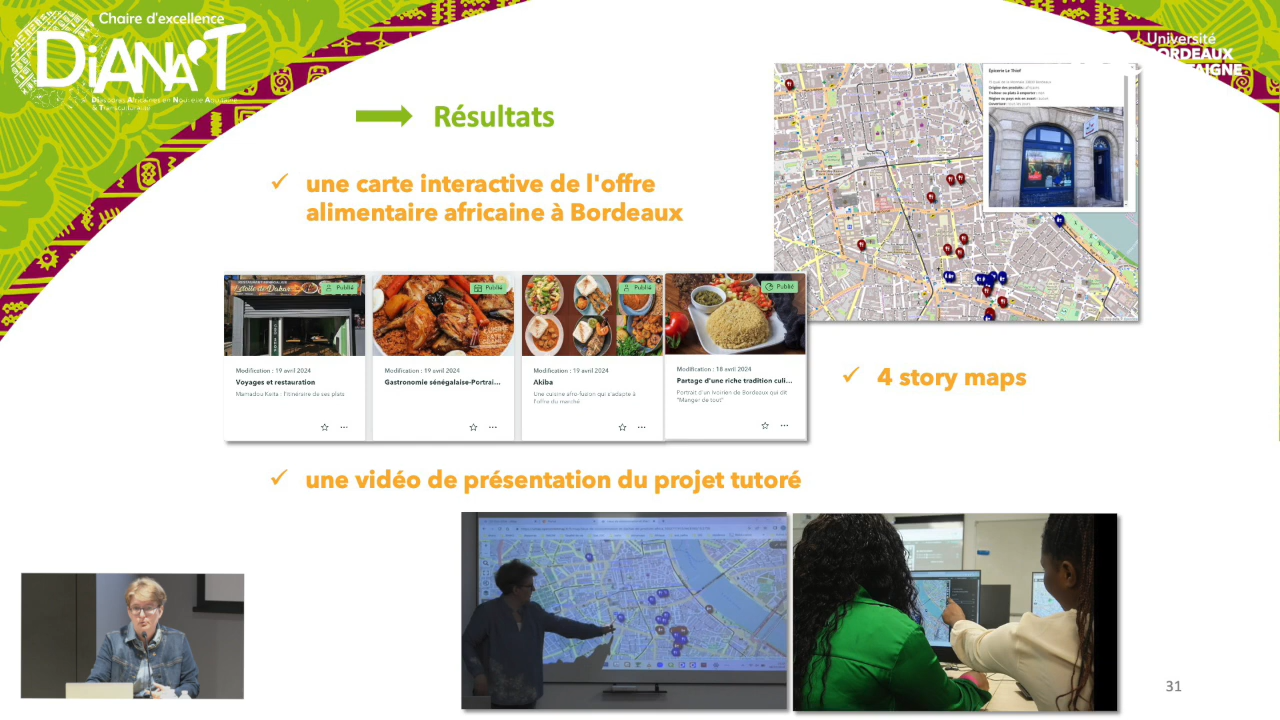 Chaire d'excellence
DiANA'T
Diasporas Africaines en Nouvelle-Aquitaine
Université
BORDEAUX
MONTAIGNE
Résultats
✓ une carte interactive de l'offre
alimentaire africaine à Bordeaux
Publié
Publié
Publié
Publié
étoile de Dakar
Modification : 19 avril 2024
Voyages et restauration
Mamadou Keita : l'itinéraire de ses plats
Modification : 19 avril 2024
Gastronomie sénégalaise-Portrai...
Modification : 19 avril 2024
Akiba
Une cuisine afro-fusion qui s'adapte à
l'offre du marché
Modification : 18 avril 2024
Partage d'une riche tradition culi...
Portrait d'un Ivoirien de Bordeaux qui dit
"Manger de tout"
✓ 4 story maps
✓ une vidéo de présentation du projet tutoré
31